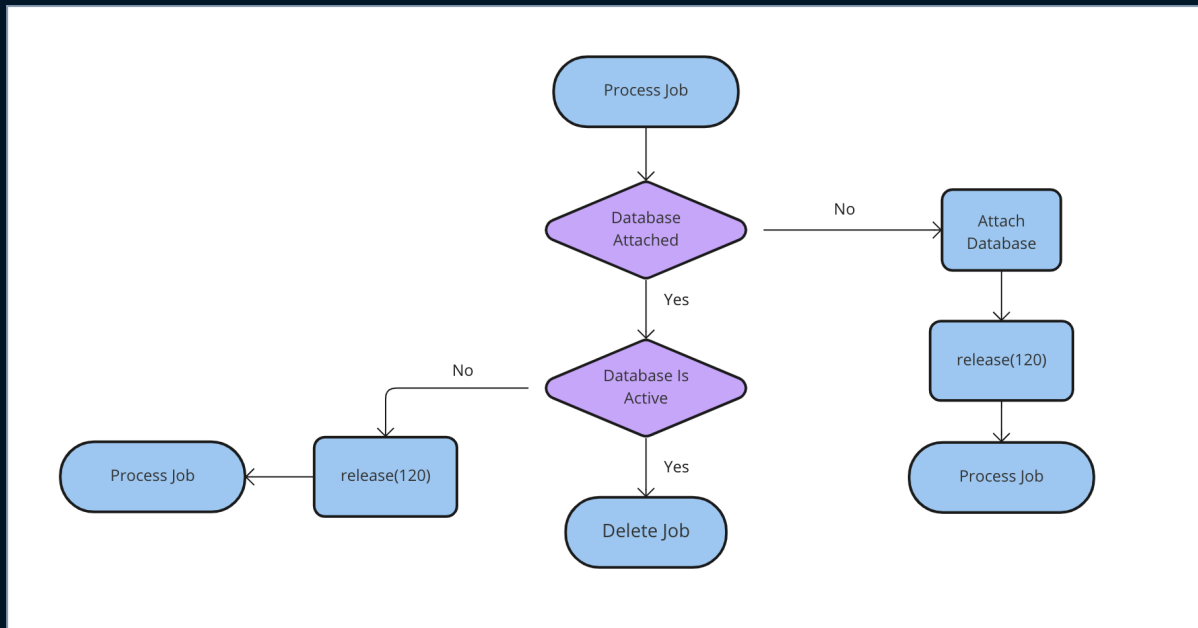 Process Job
Database
Attached
No
Attach
Database
Yes
release(120)
Database Is
Active
No
Yes
release(120)
Process Job
Delete Job
Process Job